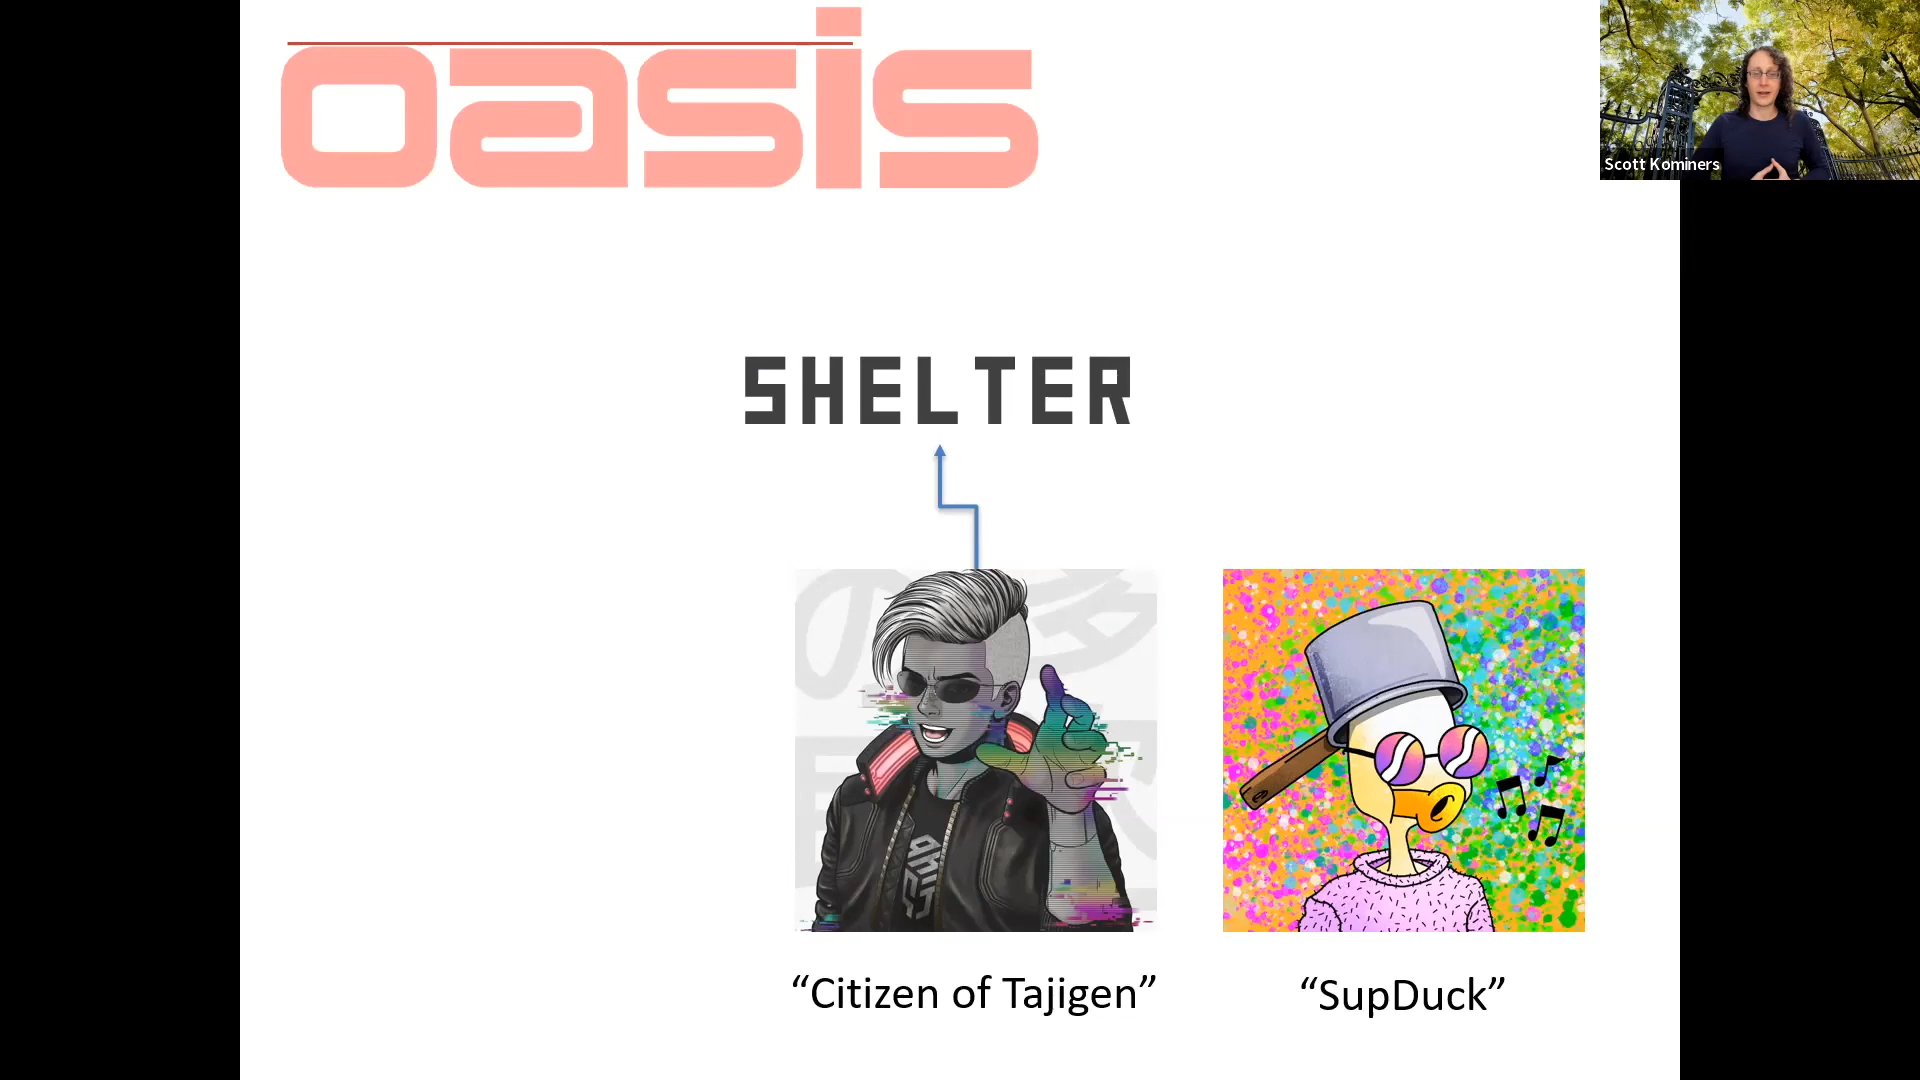 oasis
Scott Kominers
SHELTER
“Citizen of Tajigen”
“SupDuck”